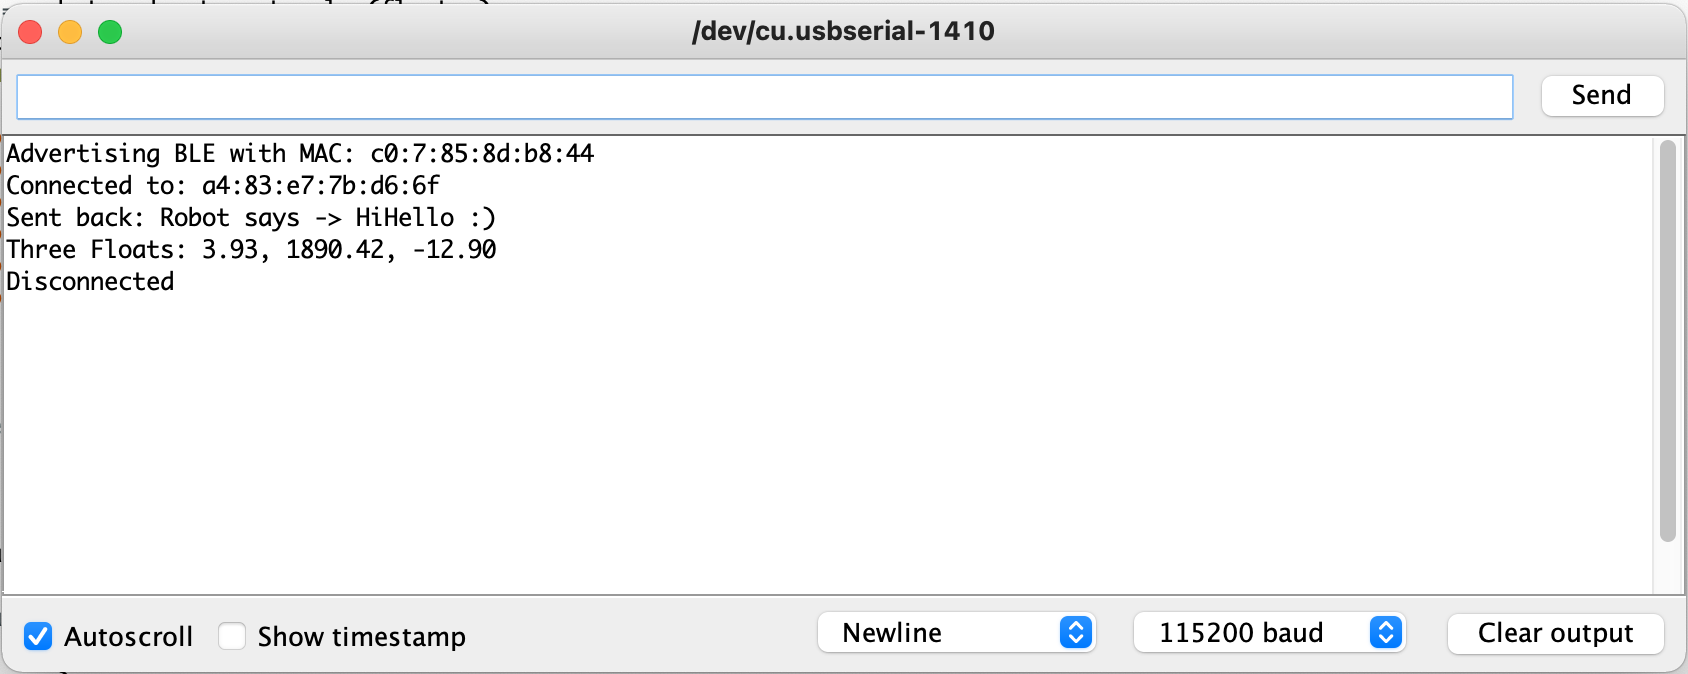 /dev/cu.usbserial-1410
Send
Advertising BLE with MAC: c0:7:85:8d:b8:44
Connected to: a4:83:e7:7b:d6:6f
Sent back: Robot says -> HiHello :)
Three Floats: 3.93, 1890.42, -12.90
Disconnected
Autoscroll Show timestamp Newline 115200 baud Clear output